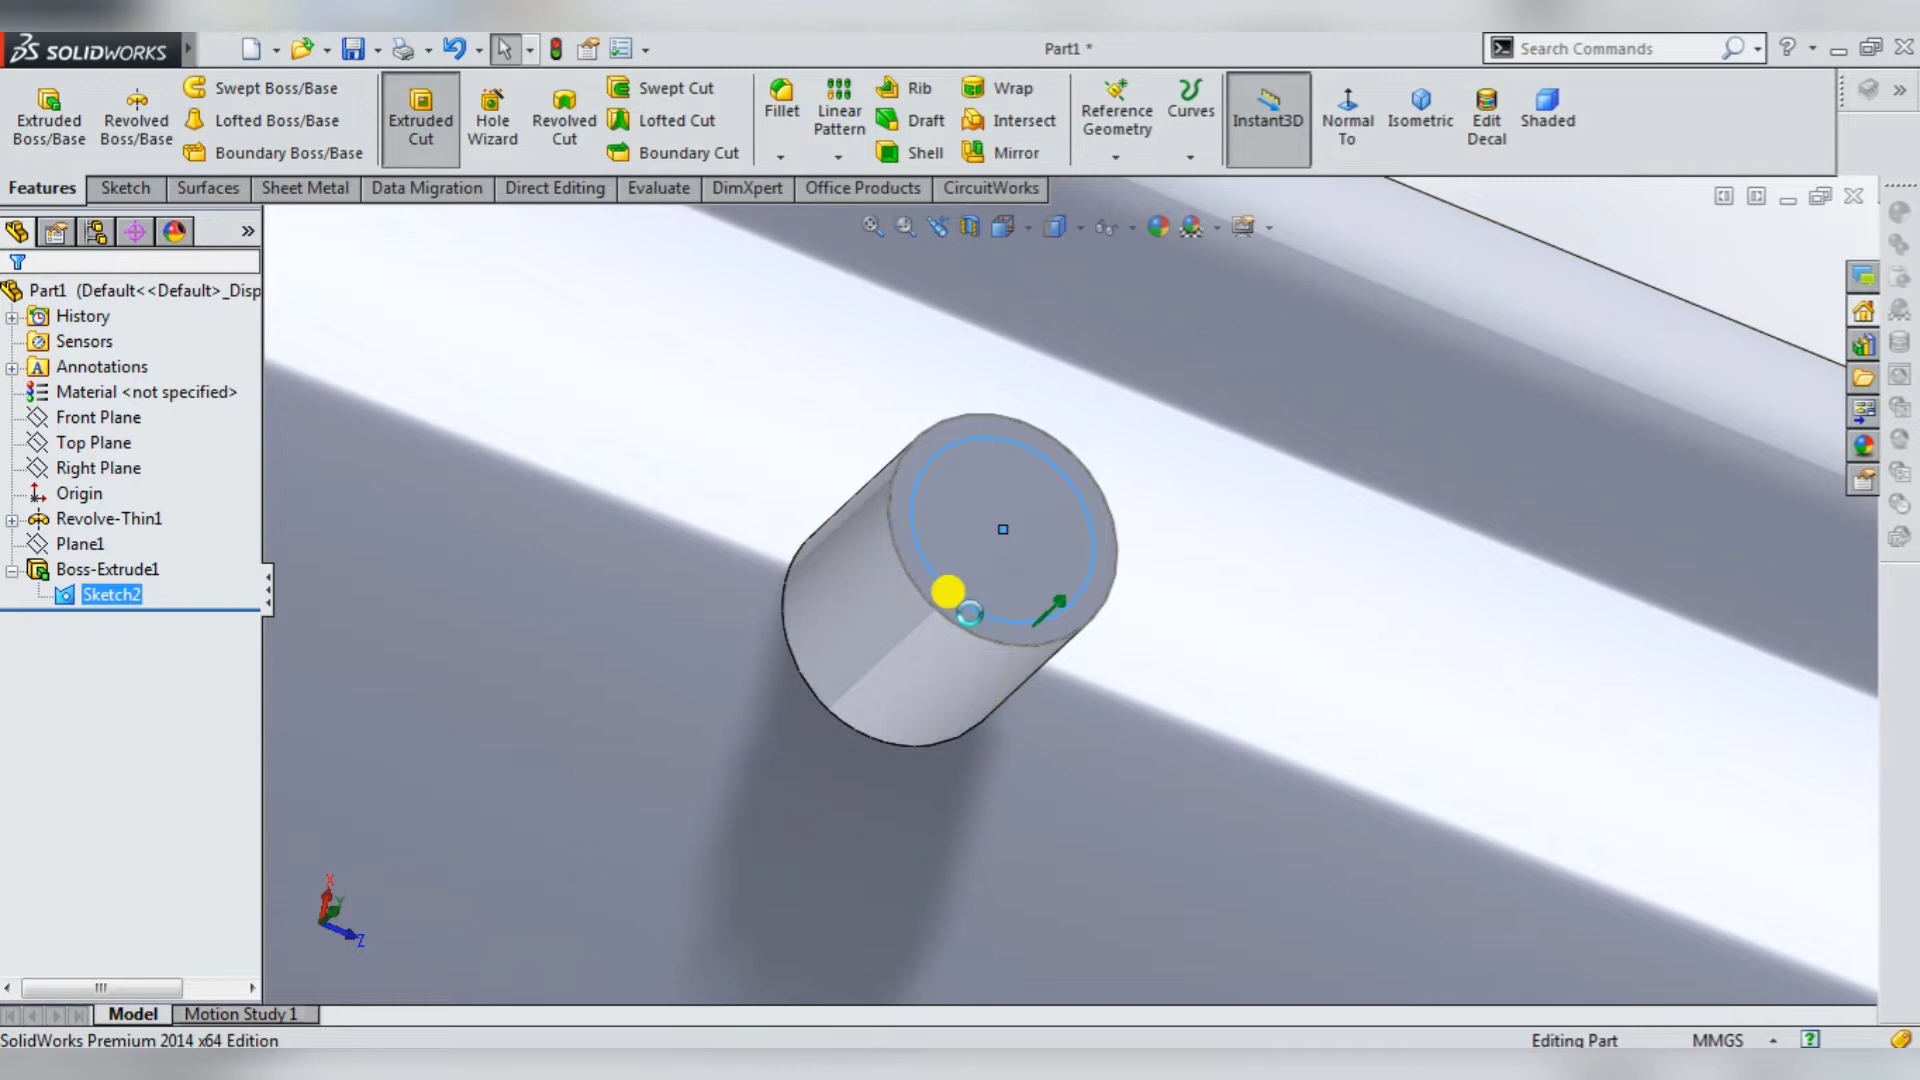 SOLIDWORKS
Part1 *
Search Commands
Extruded Boss/Base
Revolved Boss/Base
Swept Boss/Base
Lofted Boss/Base
Boundary Boss/Base
Extruded Cut
Hole Wizard
Revolved Cut
Swept Cut
Lofted Cut
Boundary Cut
Fillet
Linear Pattern
Rib
Draft
Shell
Wrap
Intersect
Mirror
Reference Geometry
Curves
Instant3D
Normal To
Isometric
Edit Decal
Shaded
Features
Sketch
Surfaces
Sheet Metal
Data Migration
Direct Editing
Evaluate
DimXpert
Office Products
CircuitWorks
Part1 (Default<<Default>_Disp
History
Sensors
Annotations
Material <not specified>
Front Plane
Top Plane
Right Plane
Origin
Revolve-Thin1
Plane1
Boss-Extrude1
Sketch2
X
Y
Z
Model
Motion Study 1
SolidWorks Premium 2014 x64 Edition
Editing Part
MMGS